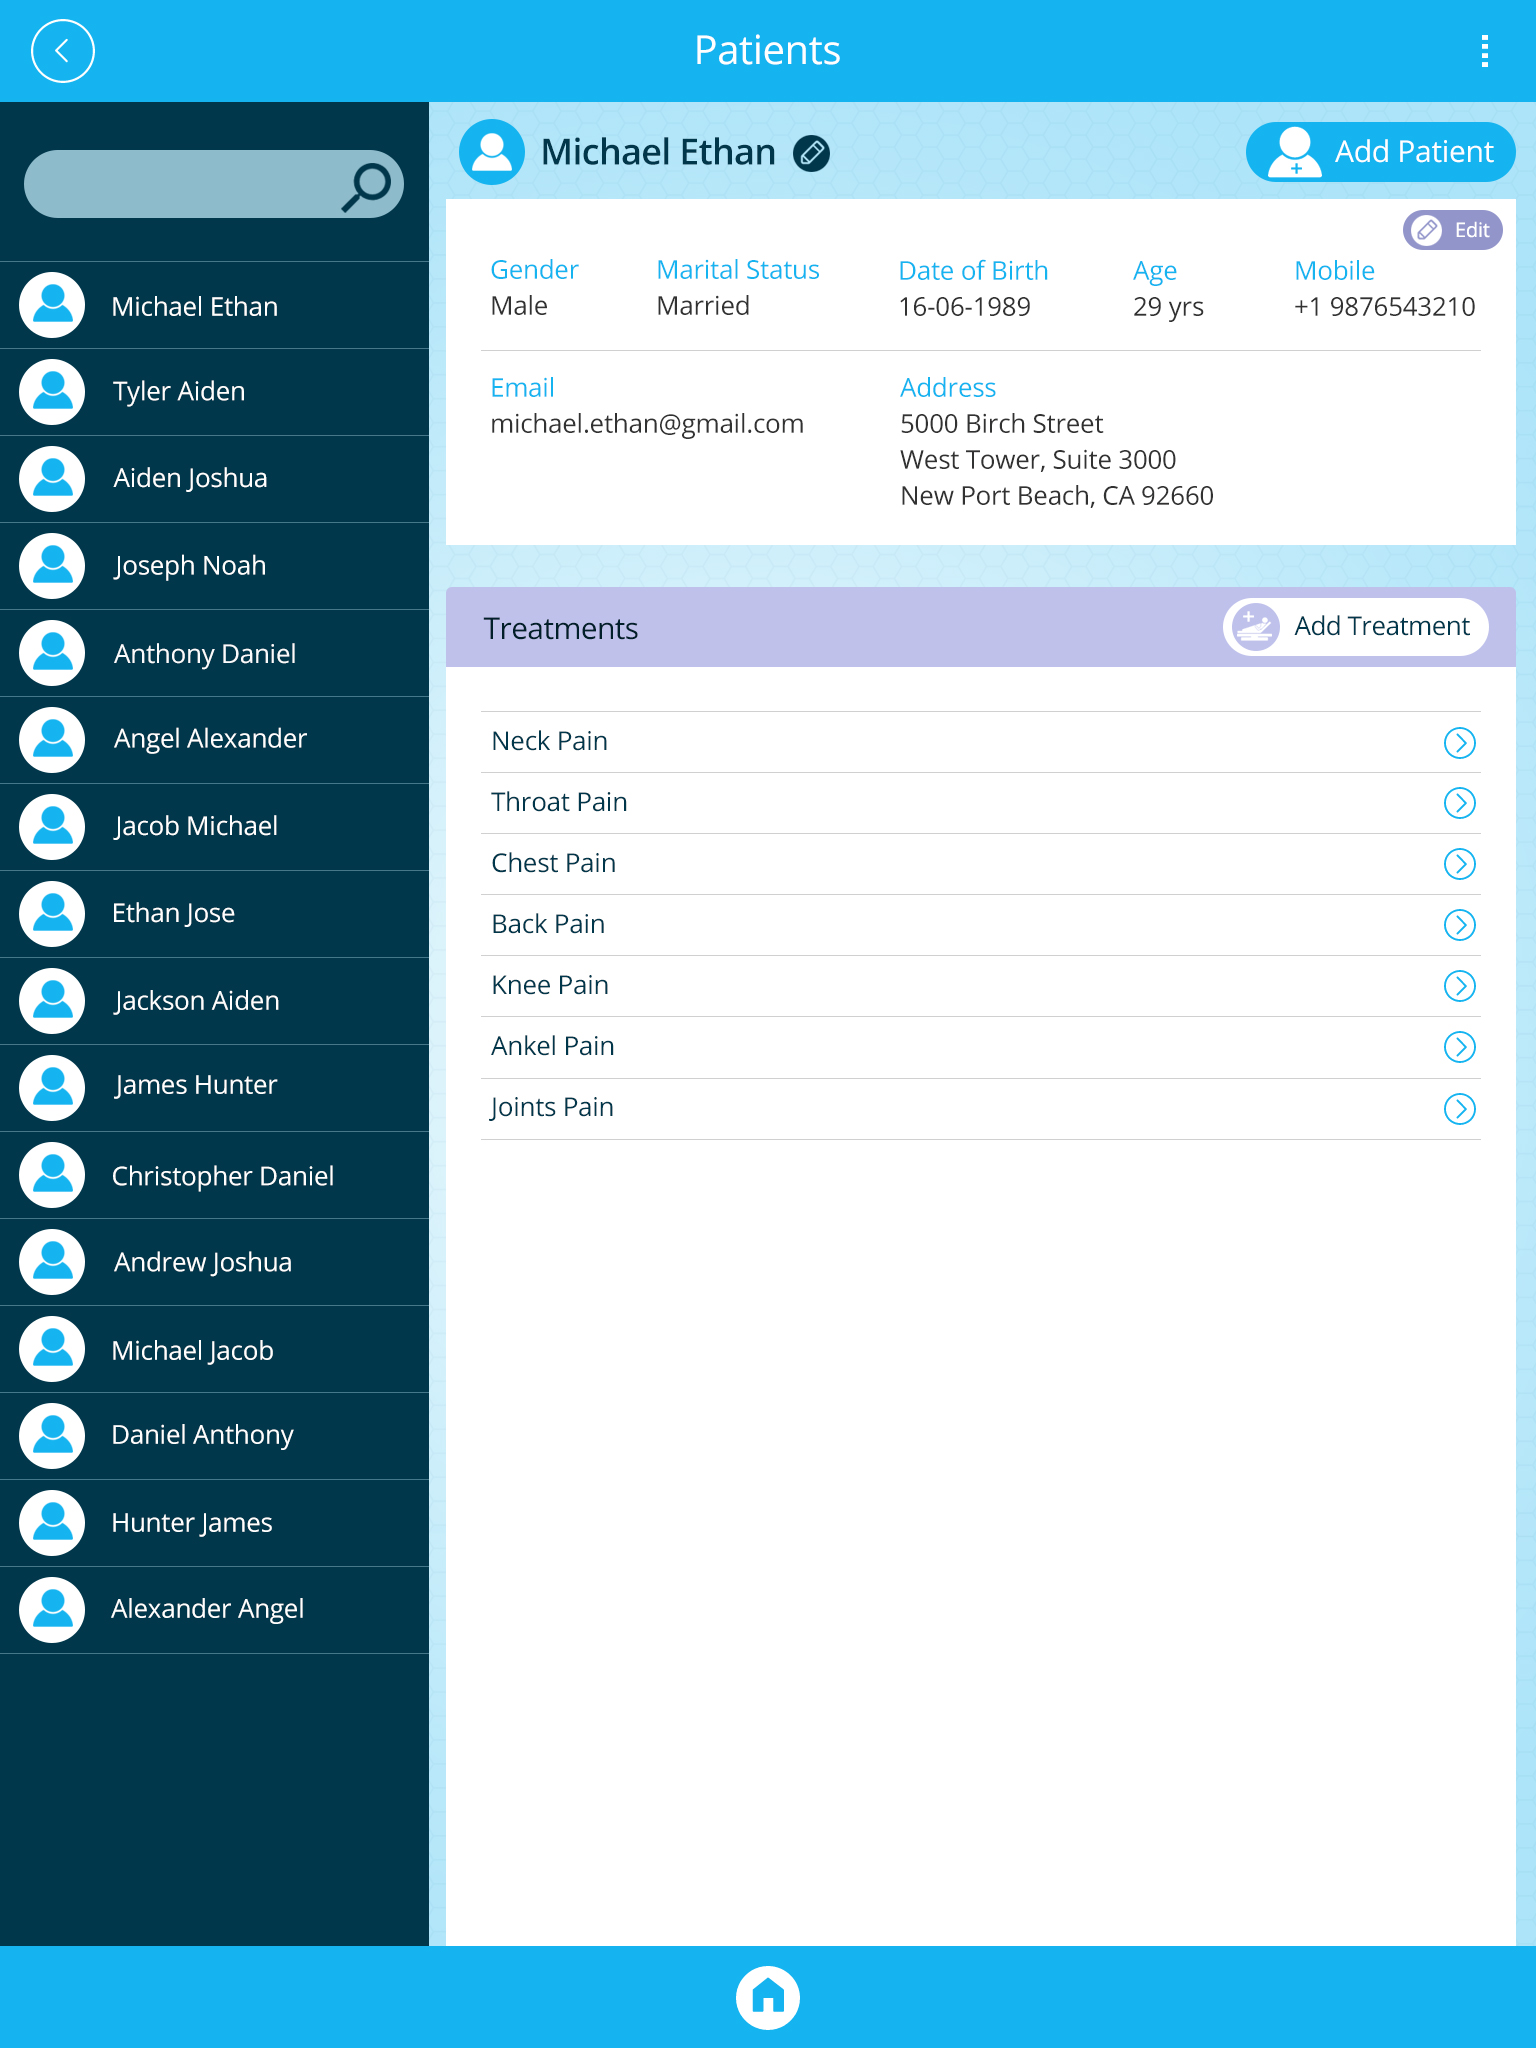 Patients
Michael Ethan
Tyler Aiden
Aiden Joshua
Joseph Noah
Anthony Daniel
Angel Alexander
Jacob Michael
Ethan Jose
Jackson Aiden
James Hunter
Christopher Daniel
Andrew Joshua
Michael Jacob
Daniel Anthony
Hunter James
Alexander Angel
Michael Ethan
Add Patient
Edit
Gender
Male
Marital Status
Married
Date of Birth
16-06-1989
Age
29 yrs
Mobile
+1 9876543210
Email
michael.ethan@gmail.com
Address
5000 Birch Street
West Tower, Suite 3000
New Port Beach, CA 92660
Treatments
Add Treatment
Neck Pain
Throat Pain
Chest Pain
Back Pain
Knee Pain
Ankel Pain
Joints Pain